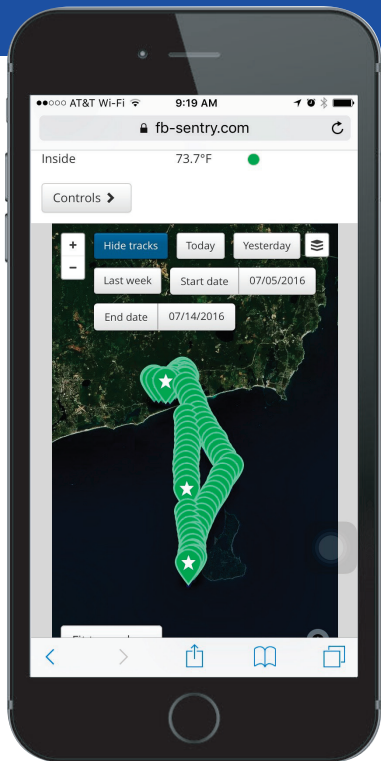 AT&T Wi-Fi 9:19 AM
fb-sentry.com
Inside 73.7°F
Controls
+ Hide tracks Today Yesterday
- Last week Start date 07/05/2016
End date 07/14/2016